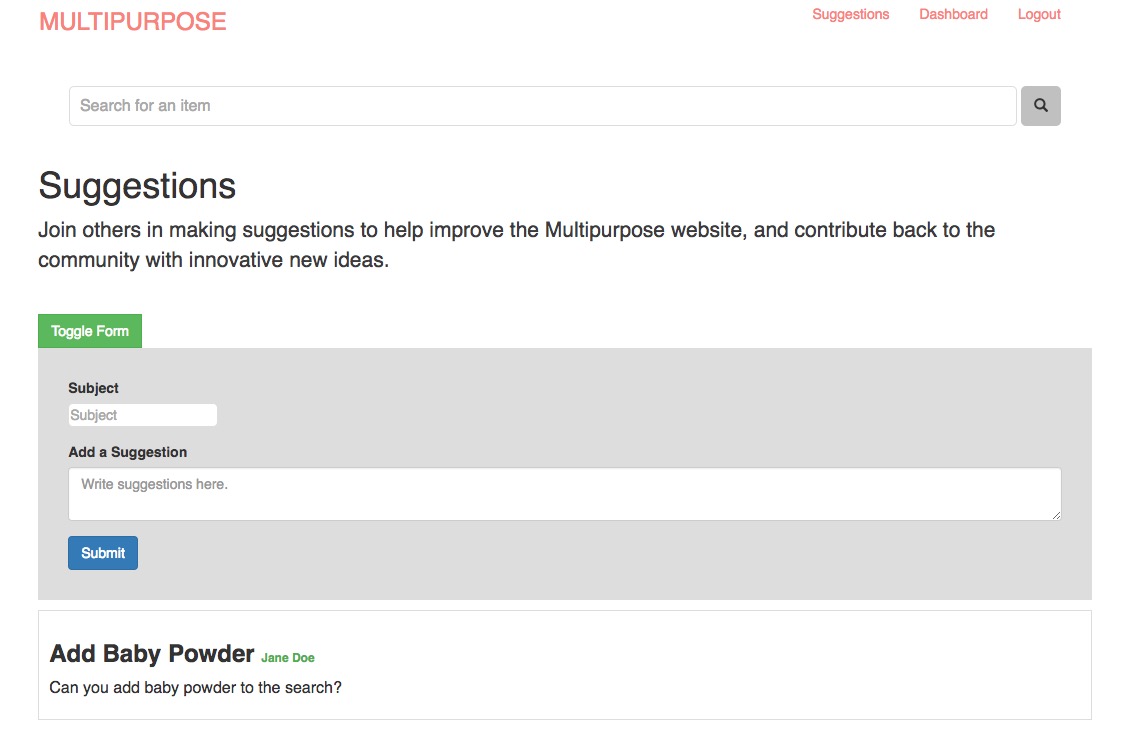 MULTIPURPOSE
Suggestions Dashboard Logout
Search for an item
Suggestions
Join others in making suggestions to help improve the Multipurpose website, and contribute back to the
community with innovative new ideas.
Toggle Form
Subject
Subject
Add a Suggestion
Write suggestions here.
Submit
Add Baby Powder Jane Doe
Can you add baby powder to the search?